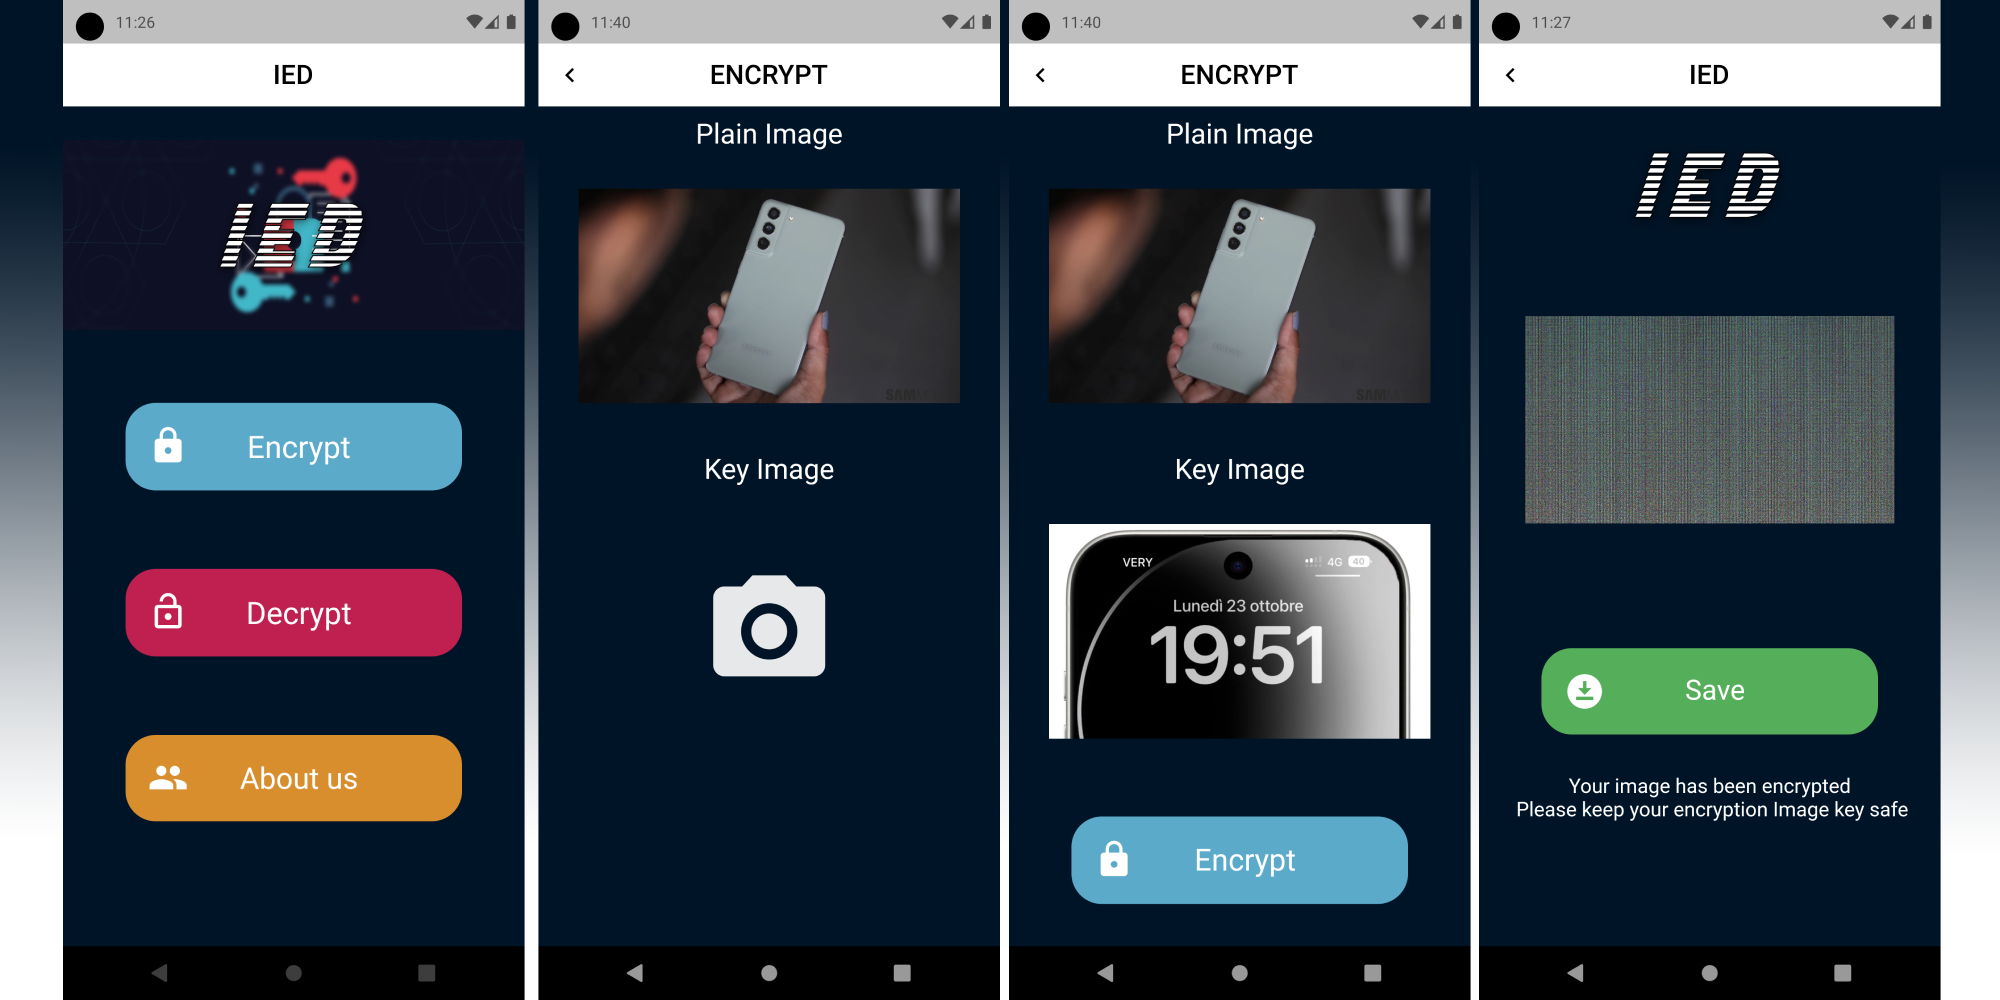 11:26
IED
IED
Encrypt
Decrypt
About us
11:40
ENCRYPT
Plain Image
SAM
Key Image
11:40
ENCRYPT
Plain Image
SAM
Key Image
VERY 4G 40
Lunedì 23 ottobre
19:51
Encrypt
11:27
IED
IED
Save
Your image has been encrypted
Please keep your encryption Image key safe